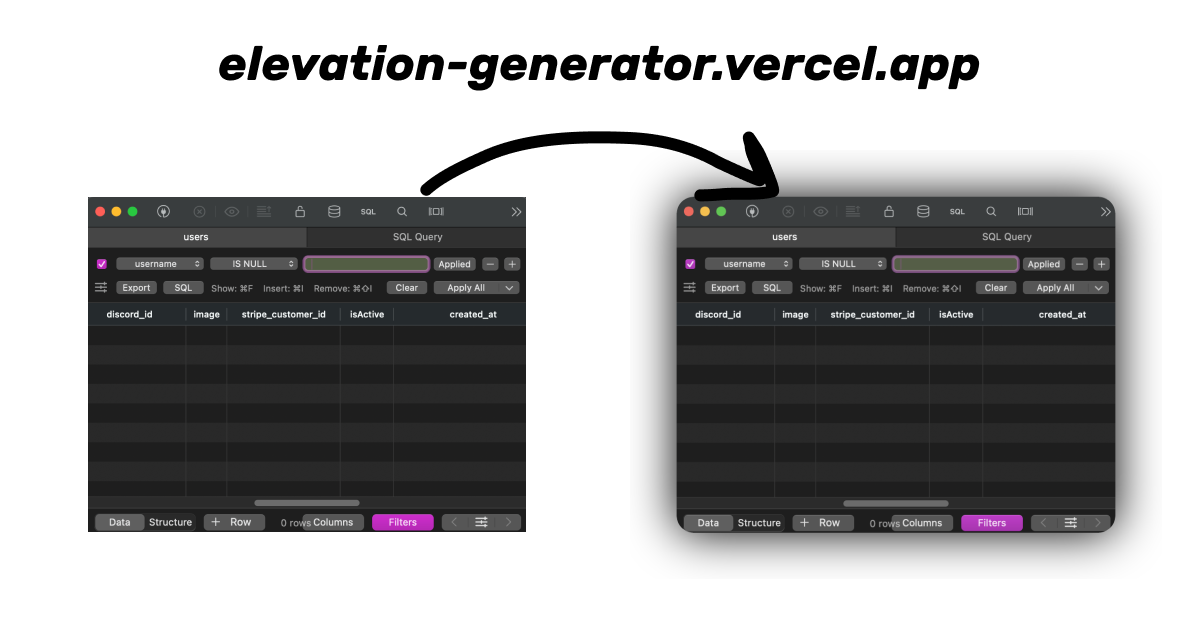 elevation-generator.vercel.app
SQL
users SQL Query
username IS NULL Applied
Export SQL Show: ⌘F Insert: ⌘I Remove: ⌘⇧I Clear Apply All
discord_id image stripe_customer_id isActive created_at
Data Structure + Row 0 rows Columns Filters
SQL
users SQL Query
username IS NULL Applied
Export SQL Show: ⌘F Insert: ⌘I Remove: ⌘⇧I Clear Apply All
discord_id image stripe_customer_id isActive created_at
Data Structure + Row 0 rows Columns Filters